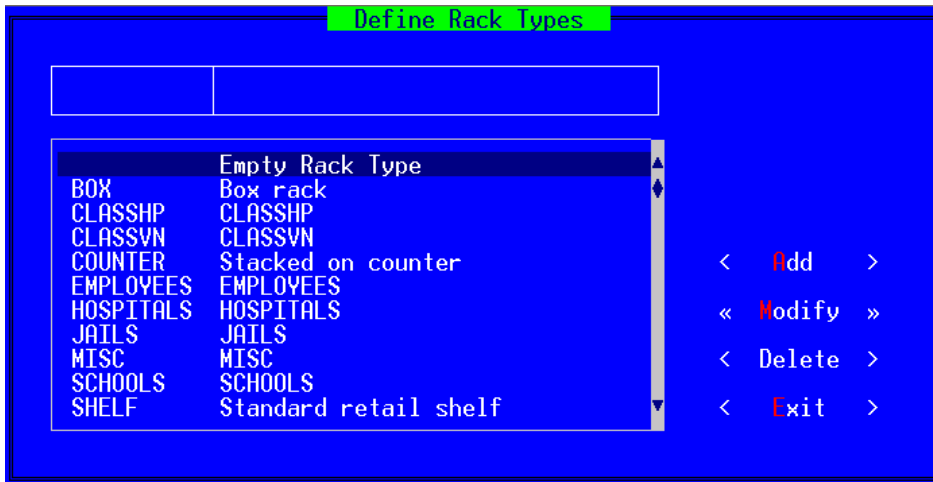 Define Rack Types
Empty Rack Type
BOX Box rack
CLASSHP CLASSHP
CLASSVN CLASSVN
COUNTER Stacked on counter
EMPLOYEES EMPLOYEES
HOSPITALS HOSPITALS
JAILS JAILS
MISC MISC
SCHOOLS SCHOOLS
SHELF Standard retail shelf
< Add >
« Modify »
< Delete >
< Exit >